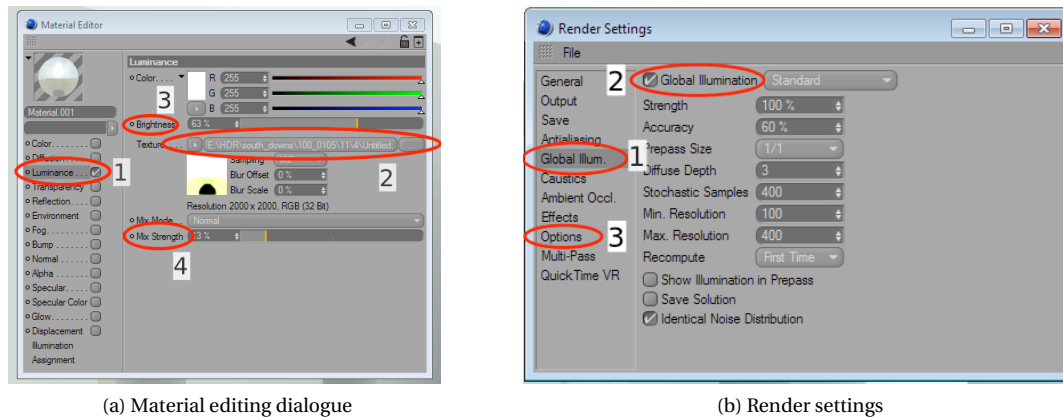 Material Editor
Luminance
Color. . . . R 255
G 255
B 255
3
Brightness 63 %
Texture. . . . E:\HDR\south_downs\100_0105\11\4\Untitled. ...
Sampling
Blur Offset 0 %
Blur Scale 0 %
2
Resolution 2000 x 2000, RGB (32 Bit)
Mix Mode. . Normal
Mix Strength 13 %
4
Material.001
Color. . . . . . . .
Diffusion. . . . .
Luminance . . . 1
Transparency
Reflection. . . .
Environment
Fog. . . . . . . . .
Bump . . . . . . .
Normal . . . . . .
Alpha . . . . . . .
Specular. . . . .
Specular Color
Glow. . . . . . . .
Displacement
Illumination
Assignment
(a) Material editing dialogue
Render Settings
File
General
Output
Save
Antialiasing
Global Illum. 1
Caustics
Ambient Occl.
Effects
Options 3
Multi-Pass
QuickTime VR
2 Global Illumination Standard
Strength 100 %
Accuracy 60 %
Prepass Size 1/1
Diffuse Depth 3
Stochastic Samples 400
Min. Resolution 100
Max. Resolution 400
Recompute First Time
Show Illumination in Prepass
Save Solution
Identical Noise Distribution
(b) Render settings